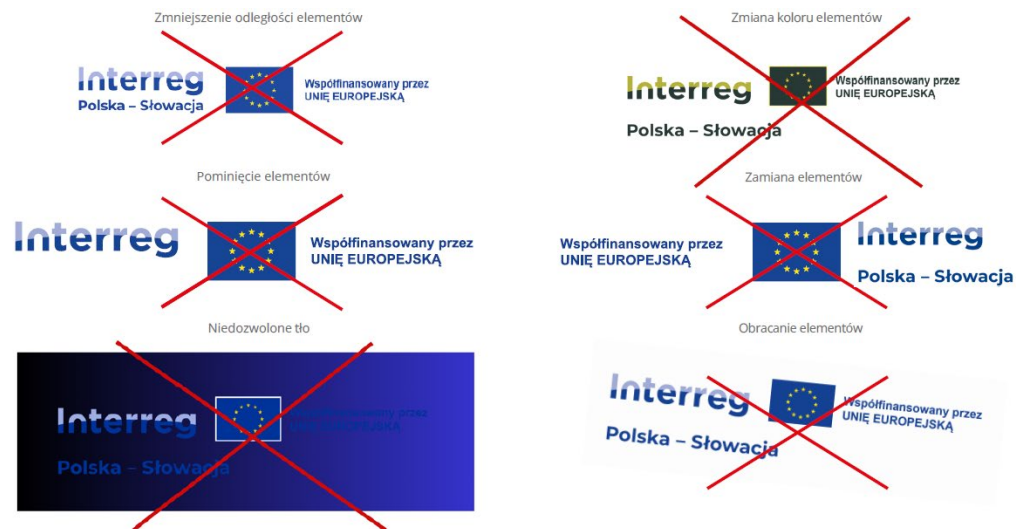 Zmniejszenie odległości elementów
Interreg
Polska – Słowacja
Współfinansowany przez
UNIĘ EUROPEJSKĄ
Zmiana koloru elementów
Interreg
Polska – Słowacja
Współfinansowany przez
UNIĘ EUROPEJSKĄ
Pominięcie elementów
Interreg
Współfinansowany przez
UNIĘ EUROPEJSKĄ
Zamiana elementów
Współfinansowany przez
UNIĘ EUROPEJSKĄ
Interreg
Polska – Słowacja
Niedozwolone tło
Interreg
Polska – Słowacja
Współfinansowany przez
UNIĘ EUROPEJSKĄ
Obracanie elementów
Interreg
Polska – Słowacja
Współfinansowany przez
UNIĘ EUROPEJSKĄ